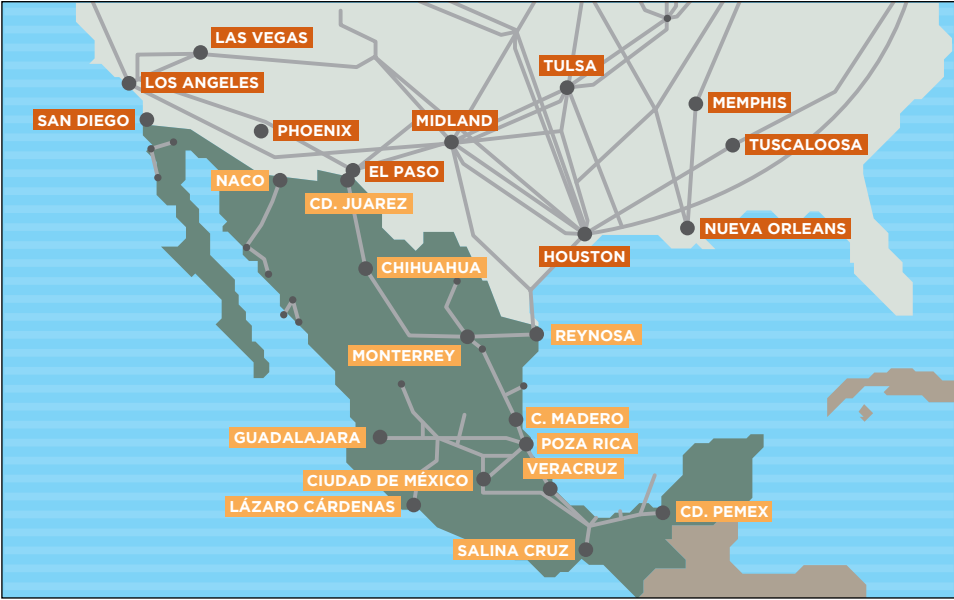 LAS VEGAS
TULSA
LOS ANGELES
MEMPHIS
SAN DIEGO
PHOENIX
MIDLAND
TUSCALOOSA
EL PASO
NACO
CD. JUAREZ
NUEVA ORLEANS
HOUSTON
CHIHUAHUA
REYNOSA
MONTERREY
C. MADERO
GUADALAJARA
POZA RICA
VERACRUZ
CIUDAD DE MÉXICO
LÁZARO CÁRDENAS
CD. PEMEX
SALINA CRUZ